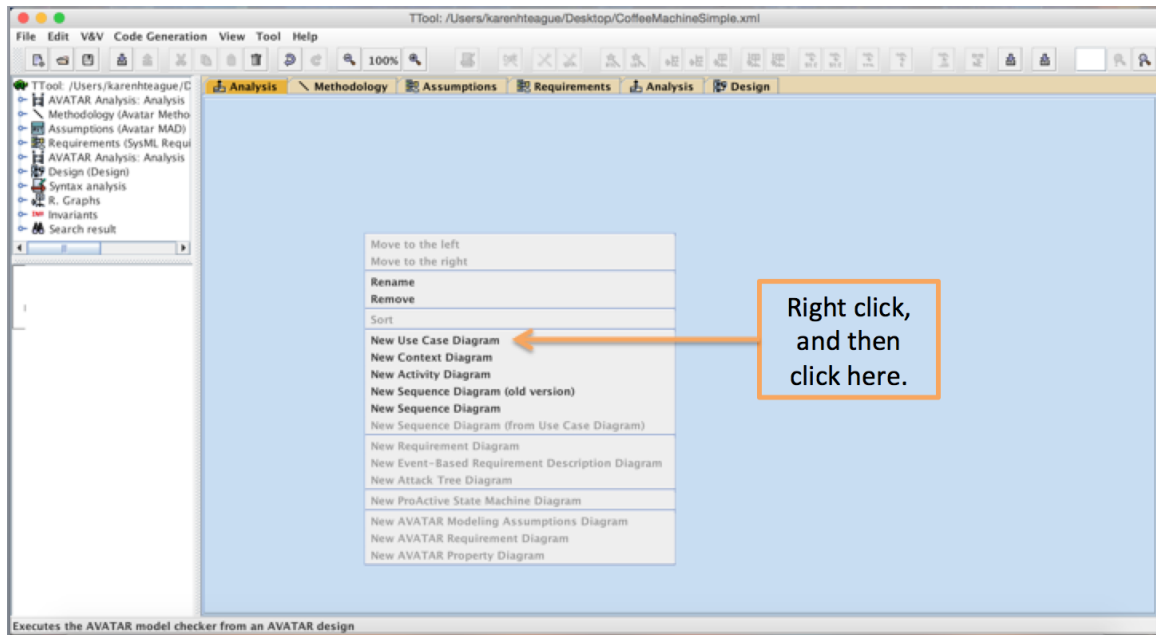 TTool: /Users/karenhteague/Desktop/CoffeeMachineSimple.xml
File Edit V&V Code Generation View Tool Help
100%
TTool: /Users/karenhteague/D
AVATAR Analysis: Analysis
Methodology (Avatar Metho
Assumptions (Avatar MAD)
Requirements (SysML Requi
AVATAR Analysis: Analysis
Design (Design)
Syntax analysis
R. Graphs
Invariants
Search result
Analysis Methodology Assumptions Requirements Analysis Design
Move to the left
Move to the right
Rename
Remove
Sort
New Use Case Diagram
New Context Diagram
New Activity Diagram
New Sequence Diagram (old version)
New Sequence Diagram
New Sequence Diagram (from Use Case Diagram)
New Requirement Diagram
New Event-Based Requirement Description Diagram
New Attack Tree Diagram
New ProActive State Machine Diagram
New AVATAR Modeling Assumptions Diagram
New AVATAR Requirement Diagram
New AVATAR Property Diagram
Right click,
and then
click here.
Executes the AVATAR model checker from an AVATAR design